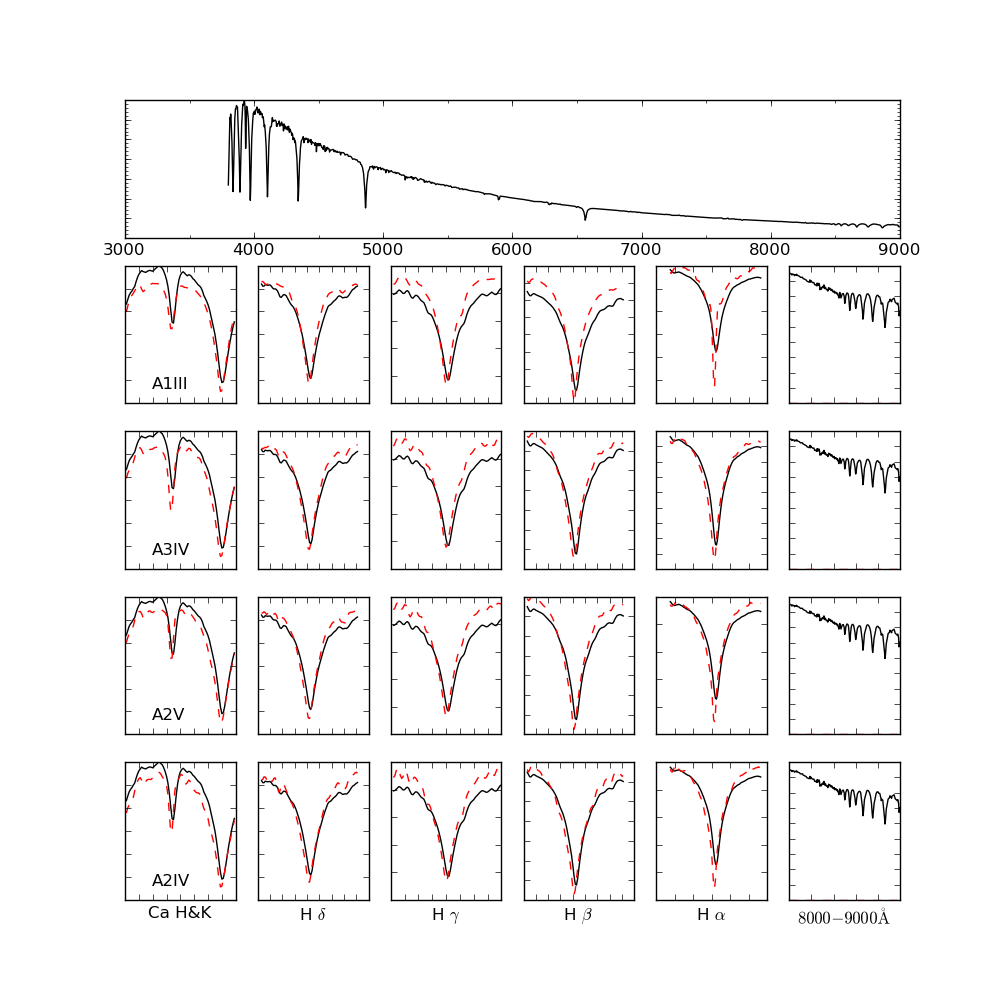 3000 4000 5000 6000 7000 8000 9000
A1III
A3IV
A2V
A2IV
Ca H&K H δ H γ H β H α 8000−9000Å